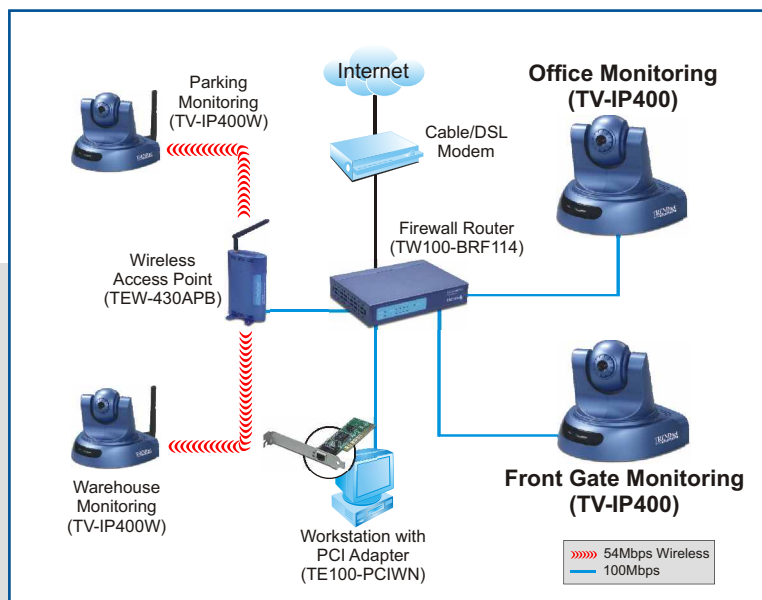 Internet
Parking
Monitoring
(TV-IP400W)
Office Monitoring
(TV-IP400)
Cable/DSL
Modem
Firewall Router
(TW100-BRF114)
Wireless
Access Point
(TEW-430APB)
TRENDnet
TRENDnet
Warehouse
Monitoring
(TV-IP400W)
Front Gate Monitoring
(TV-IP400)
Workstation with
PCI Adapter
(TE100-PCIWN)
54Mbps Wireless
100Mbps